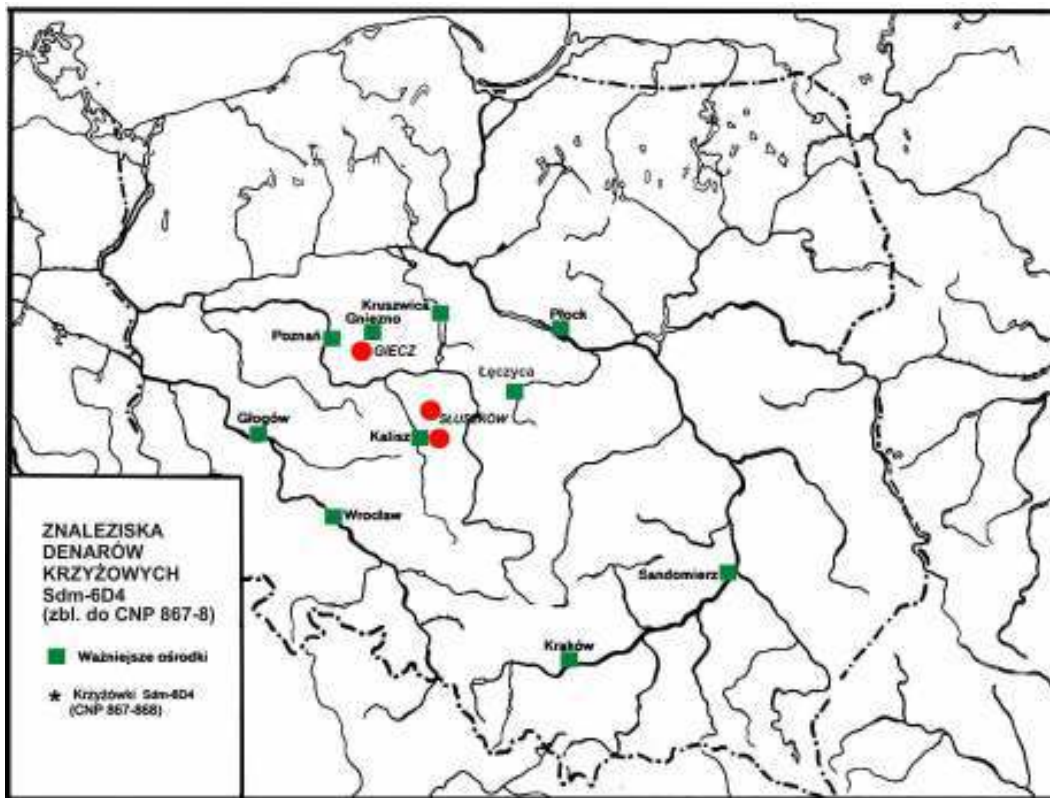 Kruszwica
Gniezno
Płock
Poznań
GIECZ
Łęczyca
SŁUSZKÓW
Głogów
Kalisz
Wrocław
Sandomierz
Kraków
ZNALEZISKA
DENARÓW
KRZYŻOWYCH
Sdm-6D4
(zbl. do CNP 867-8)
Ważniejsze ośrodki
* Krzyżówki Sdm-6D4
(CNP 867-868)